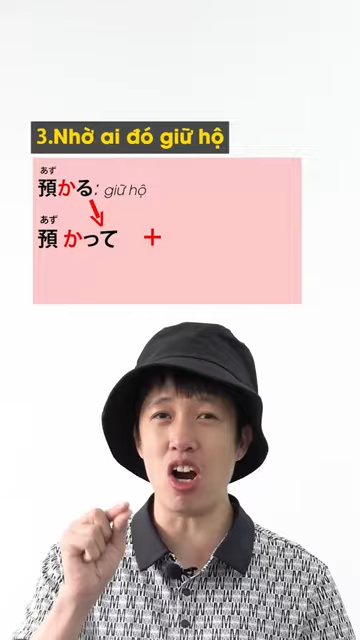 3.Nhờ ai đó giữ hộ
あず
預かる: giữ hộ
あず
預かって +